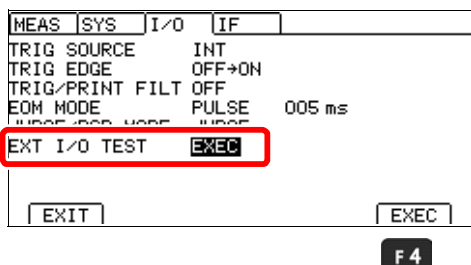 MEAS SYS I/O IF
TRIG SOURCE INT
TRIG EDGE OFF→ON
TRIG/PRINT FILT OFF
EOM MODE PULSE 005 ms
EXT I/O TEST EXEC
EXIT EXEC
F4